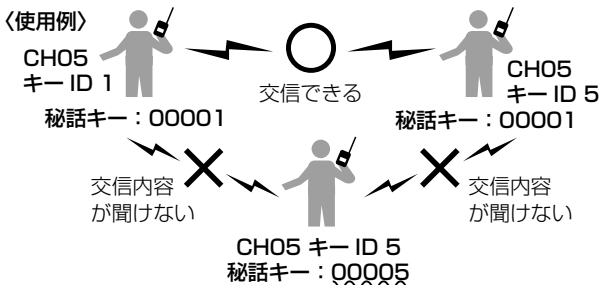 〈使用例〉
CH05
キー ID 1
秘話キー：00001
交信できる
CH05
キー ID 5
秘話キー：00001
交信内容
が聞けない
交信内容
が聞けない
CH05 キー ID 5
秘話キー：00005